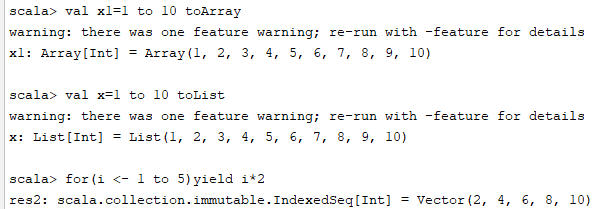 scala> val x1=1 to 10 toArray
warning: there was one feature warning; re-run with -feature for details
x1: Array[Int] = Array(1, 2, 3, 4, 5, 6, 7, 8, 9, 10)
scala> val x=1 to 10 toList
warning: there was one feature warning; re-run with -feature for details
x: List[Int] = List(1, 2, 3, 4, 5, 6, 7, 8, 9, 10)
scala> for(i <- 1 to 5)yield i*2
res2: scala.collection.immutable.IndexedSeq[Int] = Vector(2, 4, 6, 8, 10)